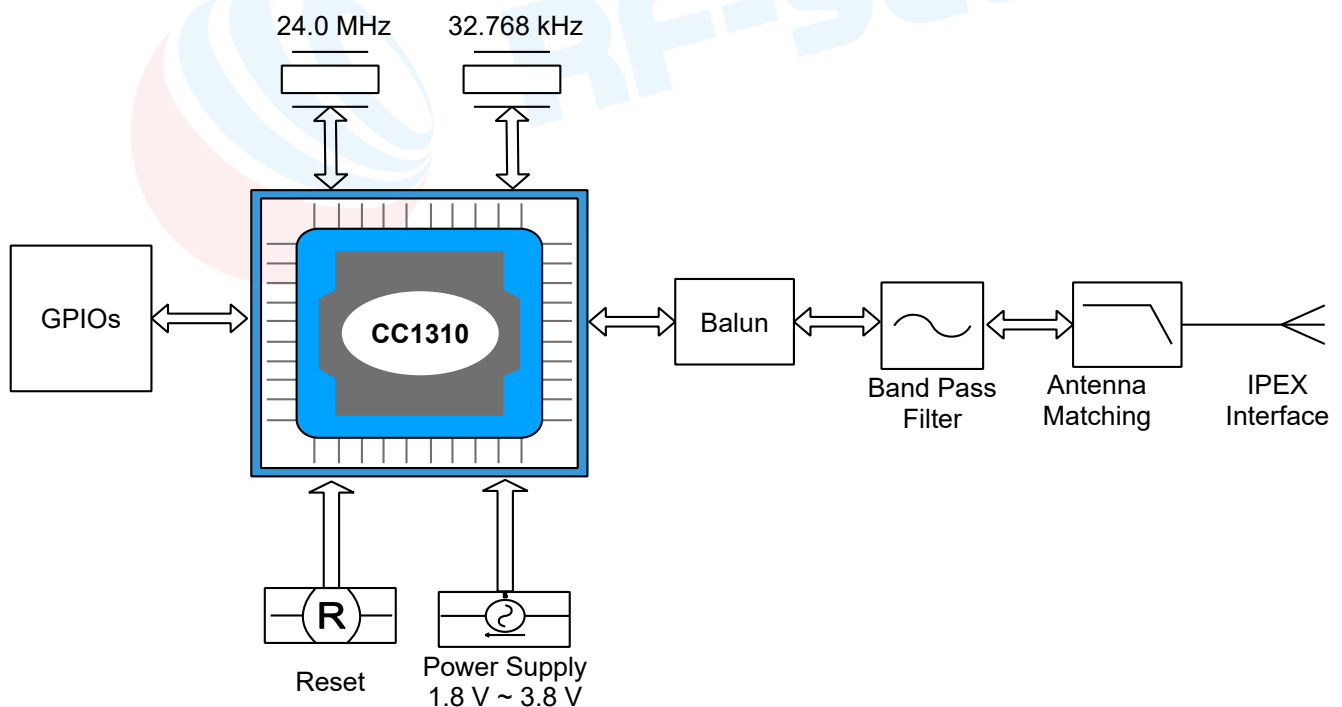 24.0 MHz
32.768 kHz
GPIOs
CC1310
Balun
Band Pass
Filter
Antenna
Matching
IPEX
Interface
R
Reset
Power Supply
1.8 V ~ 3.8 V